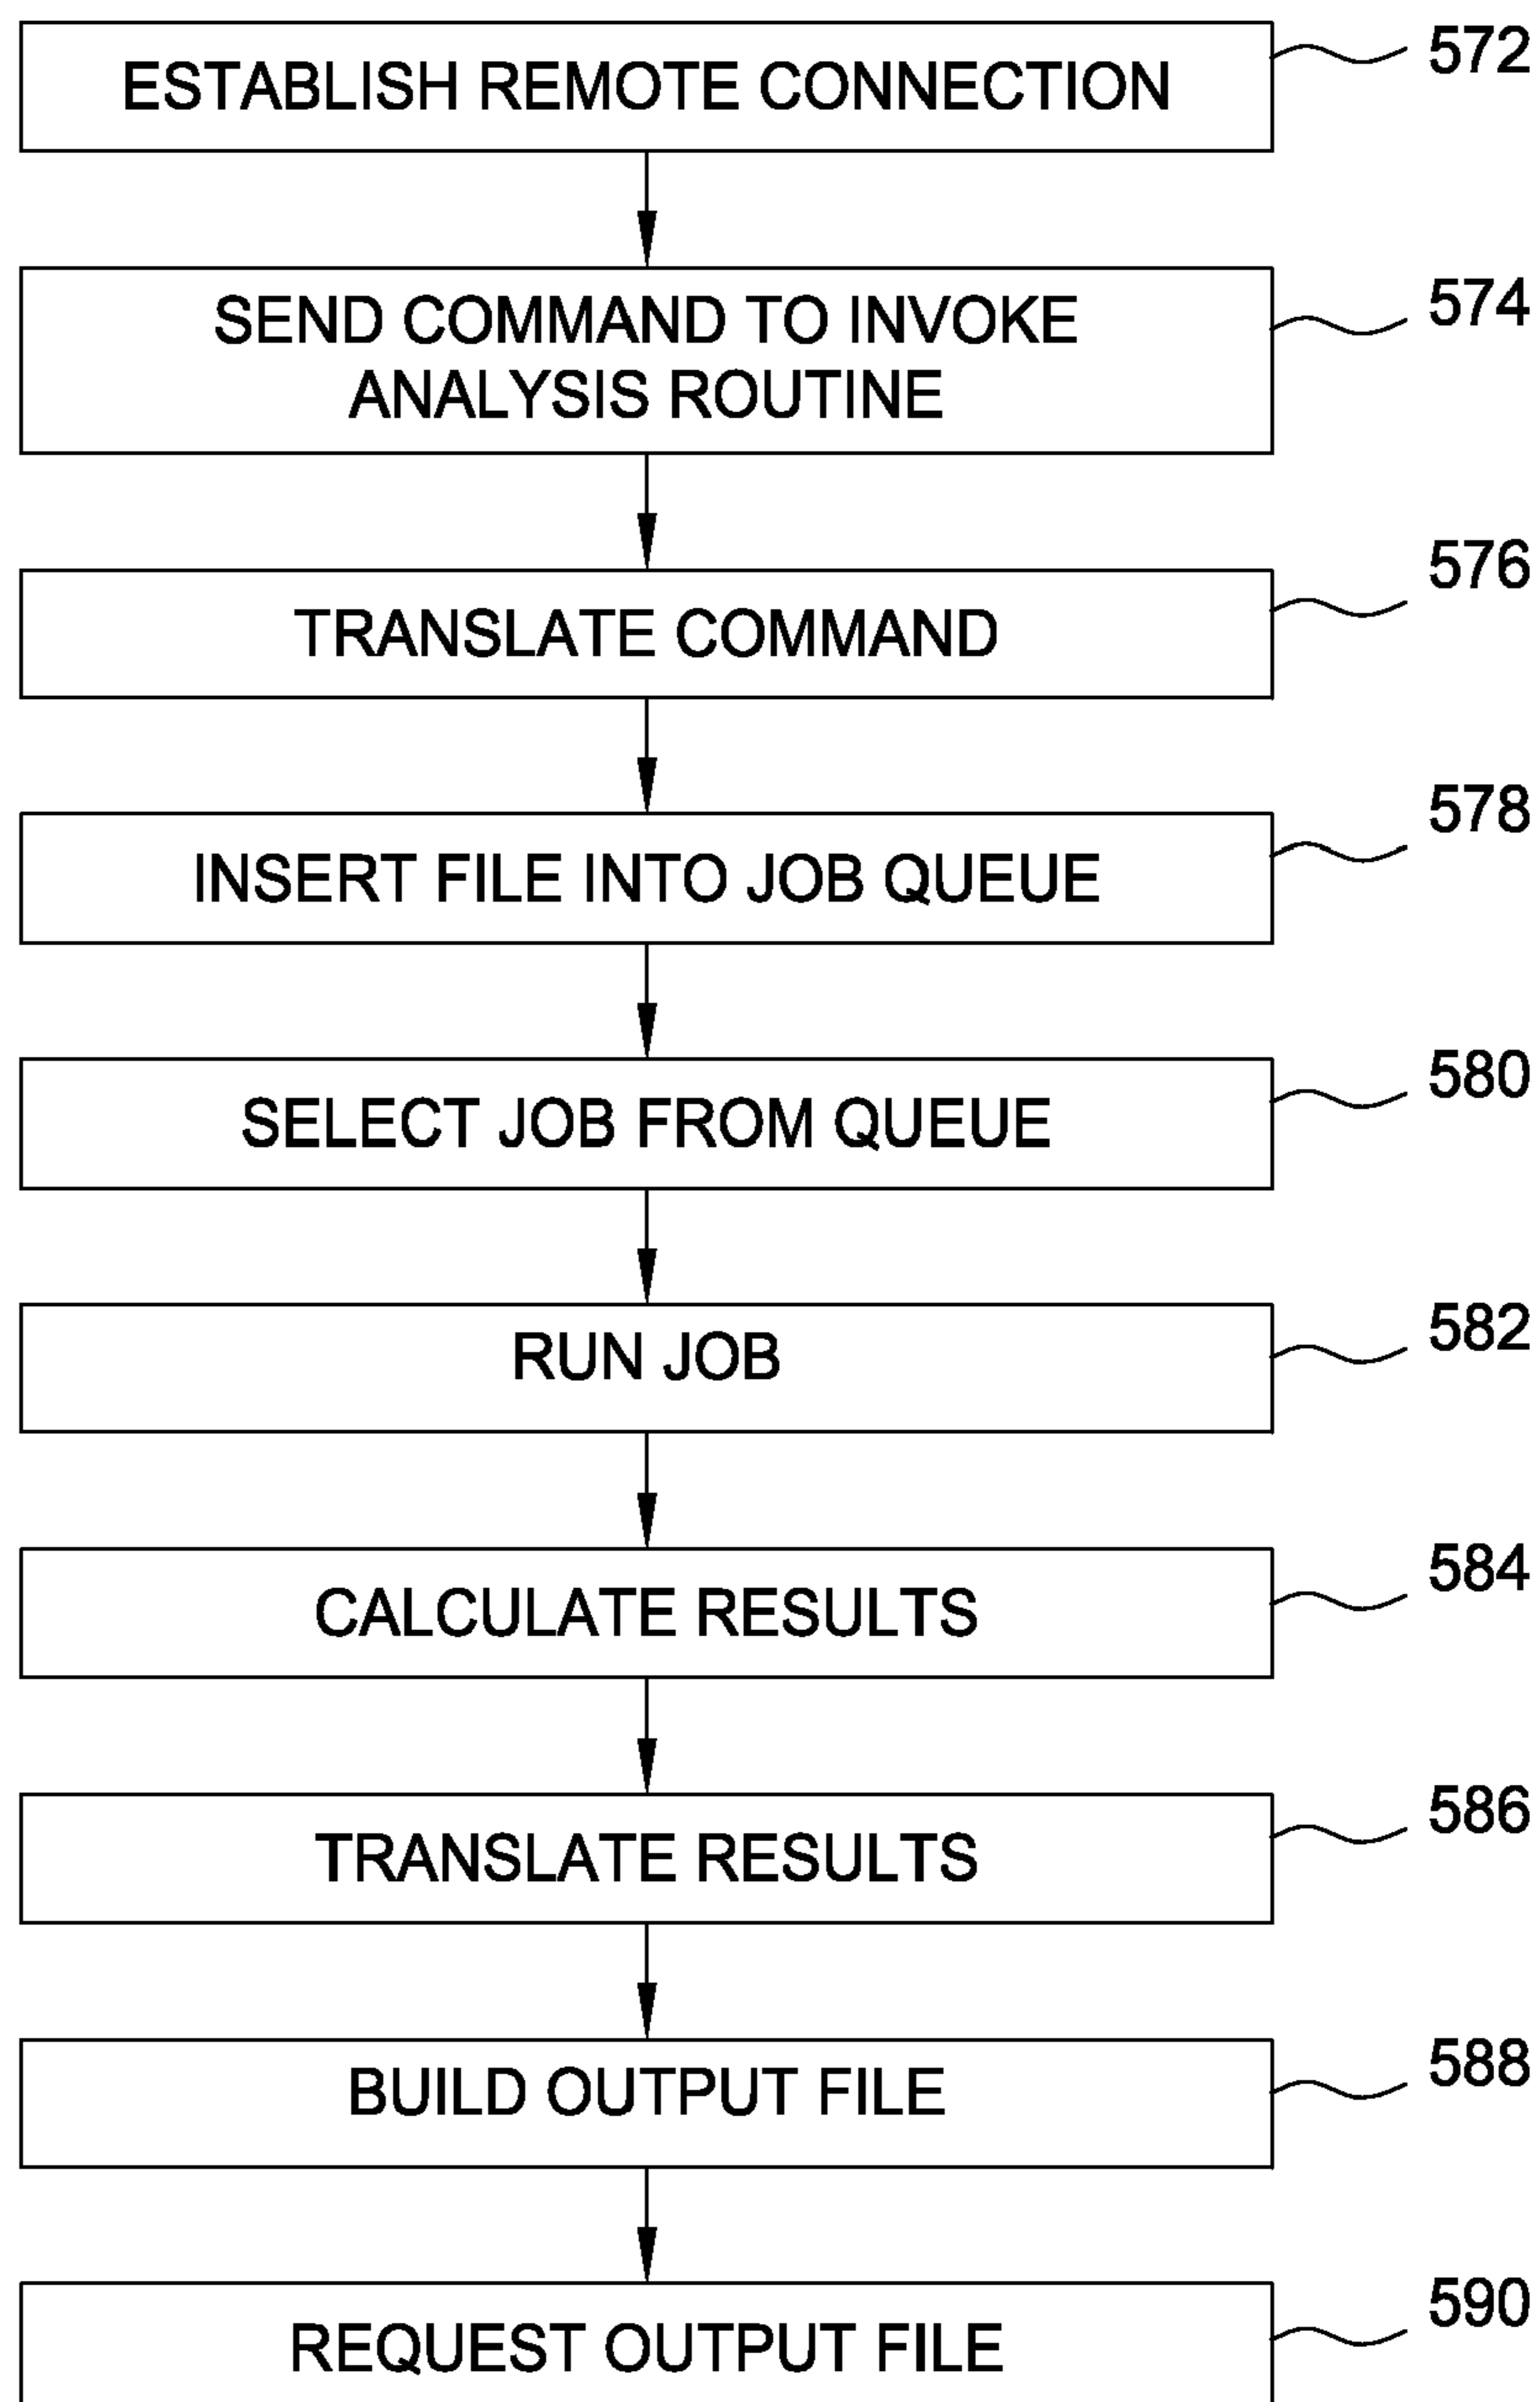 ESTABLISH REMOTE CONNECTION
572
SEND COMMAND TO INVOKE
ANALYSIS ROUTINE
574
TRANSLATE COMMAND
576
INSERT FILE INTO JOB QUEUE
578
SELECT JOB FROM QUEUE
580
RUN JOB
582
CALCULATE RESULTS
584
TRANSLATE RESULTS
586
BUILD OUTPUT FILE
588
REQUEST OUTPUT FILE
590